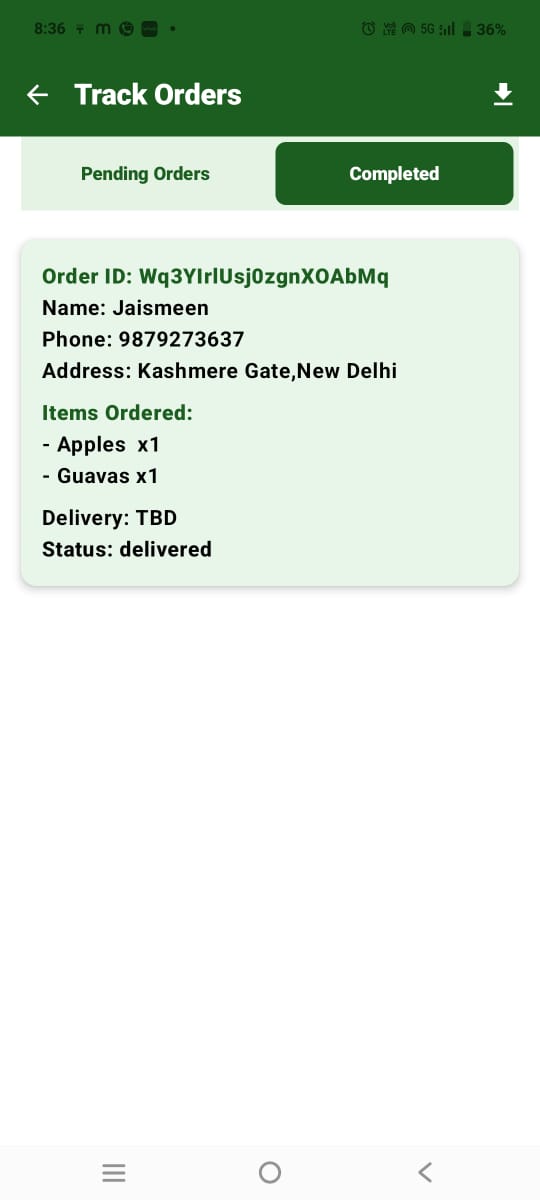 8:36
5G 36%
Track Orders
Pending Orders
Completed
Order ID: Wq3YIrlUsj0zgnXOAbMq
Name: Jaismeen
Phone: 9879273637
Address: Kashmere Gate,New Delhi
Items Ordered:
- Apples x1
- Guavas x1
Delivery: TBD
Status: delivered